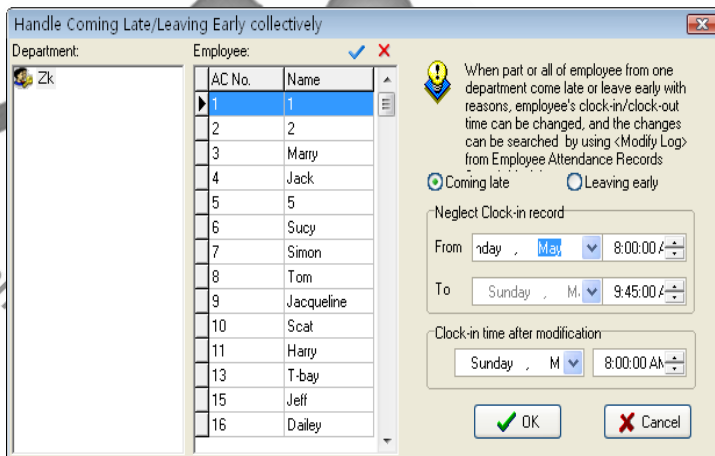 Handle Coming Late/Leaving Early collectively
Department:
Employee:
Zk
AC No. Name
1 1
2 2
3 Marry
4 Jack
5 5
6 Sucy
7 Simon
8 Tom
9 Jacqueline
10 Scat
11 Harry
13 T-bay
15 Jeff
16 Dailey
When part or all of employee from one
department come late or leave early with
reasons, employee's clock-in/clock-out
time can be changed, and the changes
can be searched by using <Modify Log>
from Employee Attendance Records
Coming late Leaving early
Neglect Clock-in record
From nday , May 8:00:00 A
To Sunday , M. 9:45:00 A
Clock-in time after modification
Sunday , M 8:00:00 AM
OK Cancel